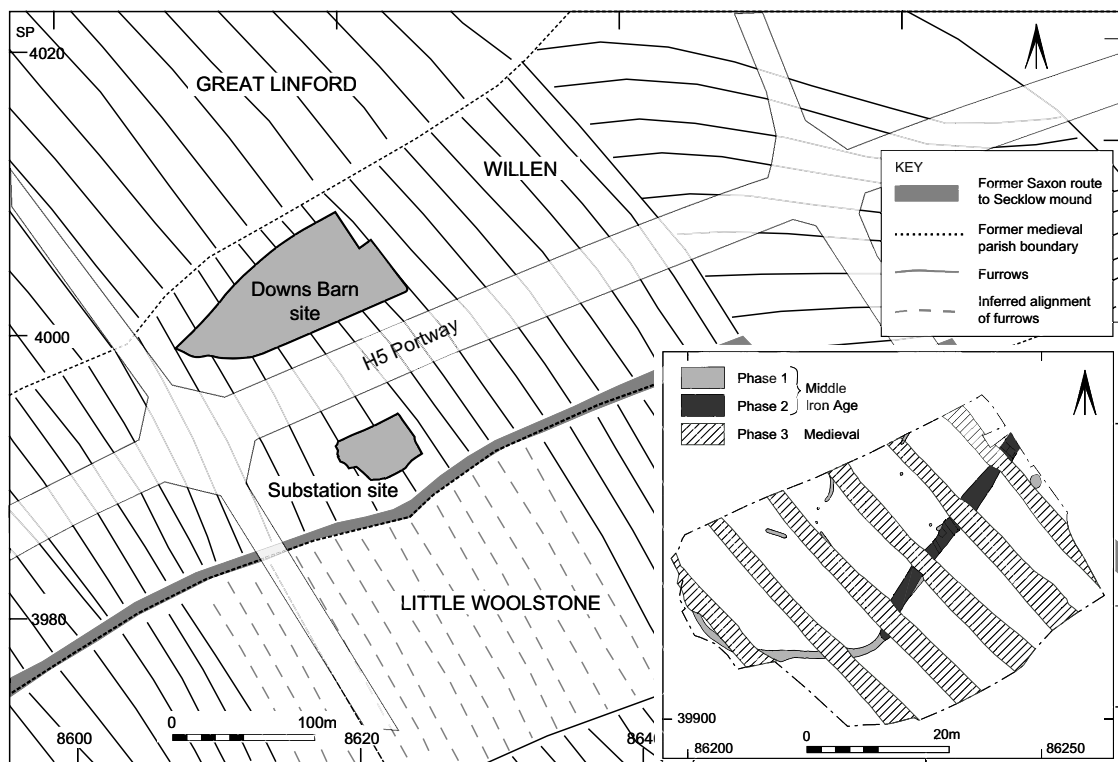 SP
4020
GREAT LINFORD
WILLEN
KEY
Former Saxon route
to Secklow mound
Former medieval
parish boundary
Furrows
Inferred alignment
of furrows
Downs Barn
site
4000
H5 Portway
Phase 1
Phase 2
Middle
Iron Age
Phase 3 Medieval
Substation site
LITTLE WOOLSTONE
3980
0 100m
8600
8620
864
39900
0 20m
86200
86250